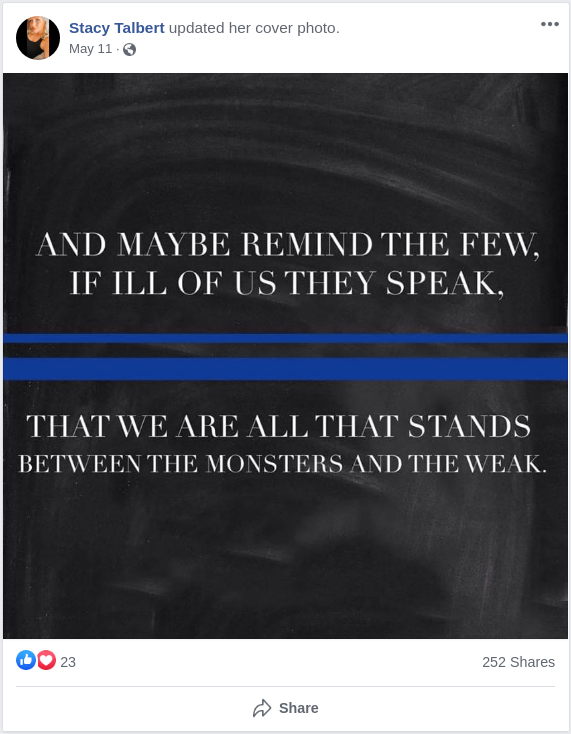 Stacy Talbert updated her cover photo.
May 11 ·
AND MAYBE REMIND THE FEW,
IF ILL OF US THEY SPEAK,
THAT WE ARE ALL THAT STANDS
BETWEEN THE MONSTERS AND THE WEAK.
23
252 Shares
Share